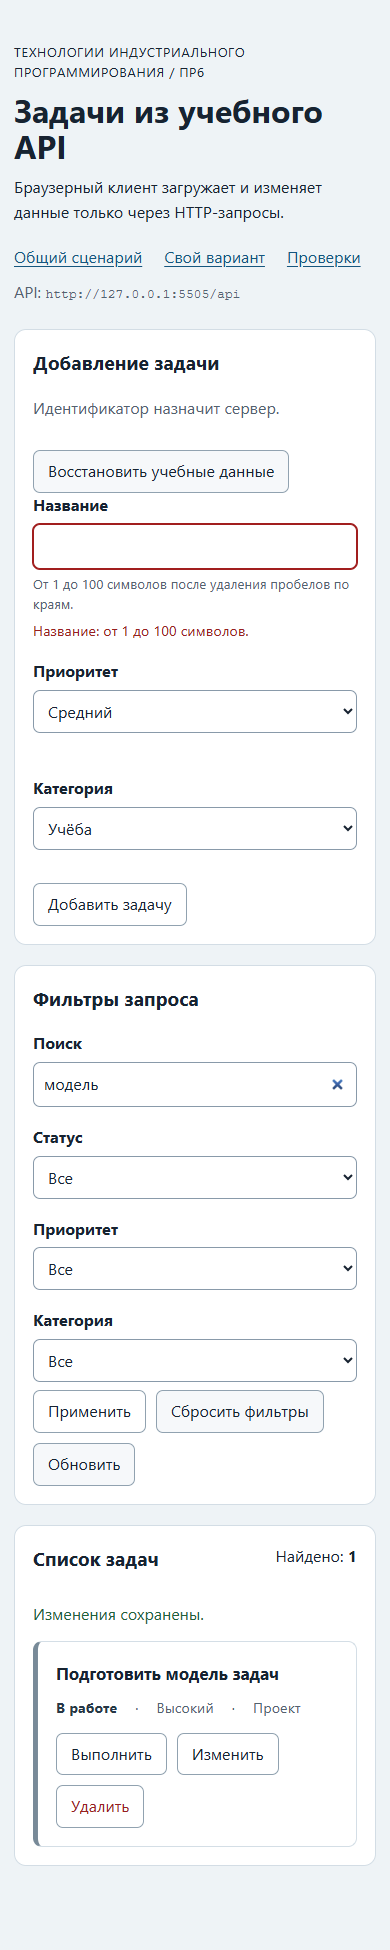 ТЕХНОЛОГИИ ИНДУСТРИАЛЬНОГО
ПРОГРАММИРОВАНИЯ / ПР6
Задачи из учебного
API
Браузерный клиент загружает и изменяет
данные только через HTTP-запросы.
Общий сценарий Свой вариант Проверки
API: http://127.0.0.1:5505/api
Добавление задачи
Идентификатор назначит сервер.
Восстановить учебные данные
Название
От 1 до 100 символов после удаления пробелов по
краям.
Название: от 1 до 100 символов.
Приоритет
Средний
Категория
Учёба
Добавить задачу
Фильтры запроса
Поиск
модель
Статус
Все
Приоритет
Все
Категория
Все
Применить Сбросить фильтры
Обновить
Список задач Найдено: 1
Изменения сохранены.
Подготовить модель задач
В работе · Высокий · Проект
Выполнить Изменить
Удалить